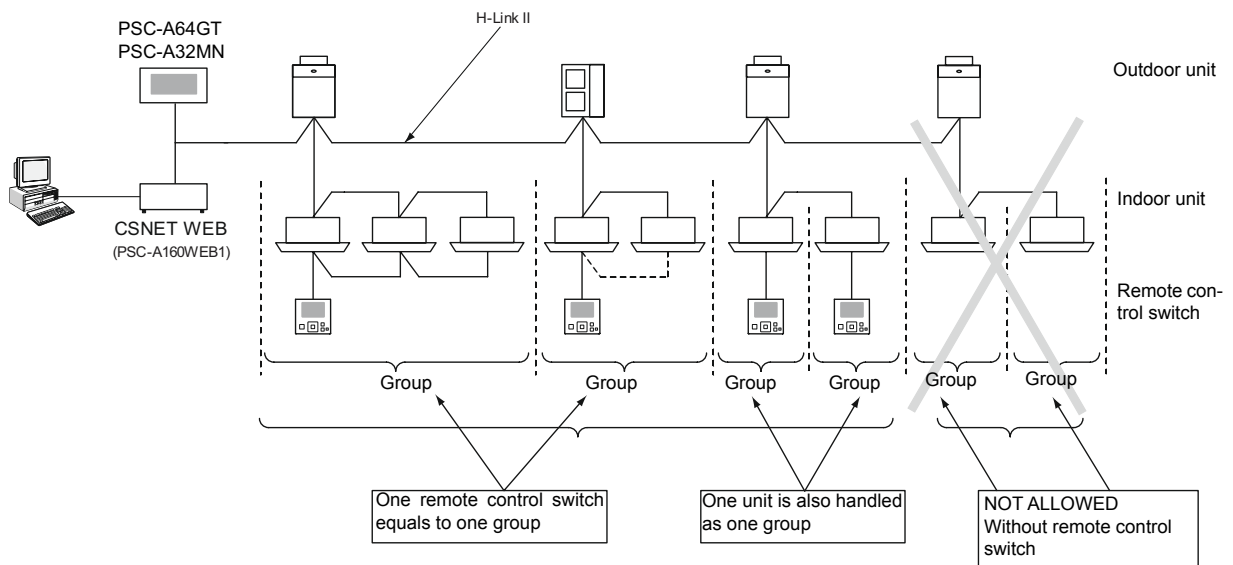 H-Link II
PSC-A64GT
PSC-A32MN
Outdoor unit
CSNET WEB
(PSC-A160WEB1)
Indoor unit
Remote con-
trol switch
Group
Group
Group
Group
Group
Group
One remote control switch
equals to one group
One unit is also handled
as one group
NOT ALLOWED
Without remote control
switch